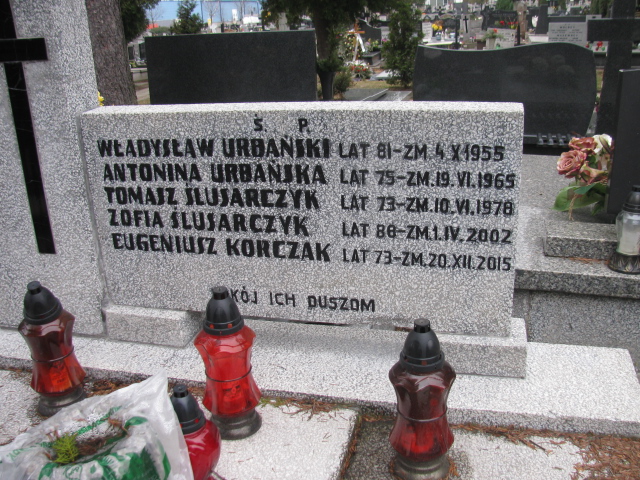 Ś. P.
WŁADYSŁAW URBAŃSKI LAT 81-ZM. 4 X 1955
ANTONINA URBAŃSKA LAT 75-ZM. 19. VI. 1965
TOMASZ ŚLUSARCZYK LAT 73-ZM. 10. VI. 1978
ZOFIA ŚLUSARCZYK LAT 88-ZM. 1. IV. 2002
EUGENIUSZ KORCZAK LAT 73-ZM. 20. XII. 2015
KÓJ ICH DUSZOM